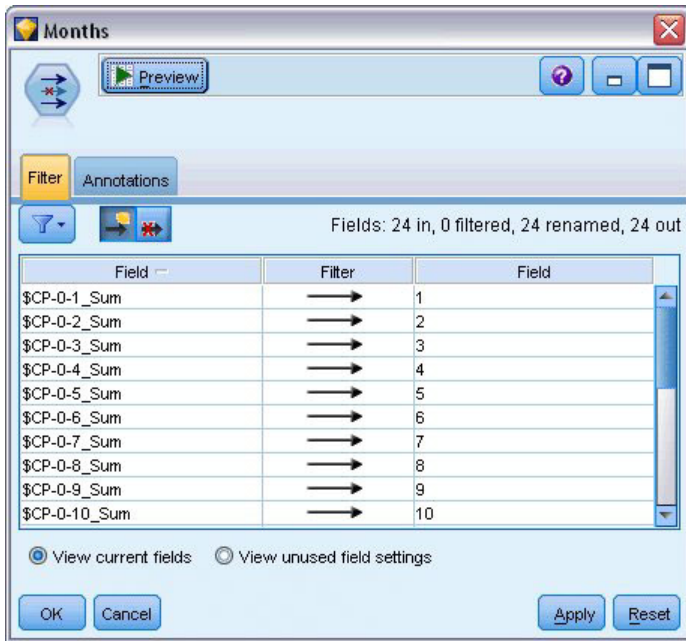 Months
Preview
Filter Annotations
Fields: 24 in, 0 filtered, 24 renamed, 24 out
Field Filter Field
$CP-0-1_Sum 1
$CP-0-2_Sum 2
$CP-0-3_Sum 3
$CP-0-4_Sum 4
$CP-0-5_Sum 5
$CP-0-6_Sum 6
$CP-0-7_Sum 7
$CP-0-8_Sum 8
$CP-0-9_Sum 9
$CP-0-10_Sum 10
View current fields View unused field settings
OK Cancel Apply Reset